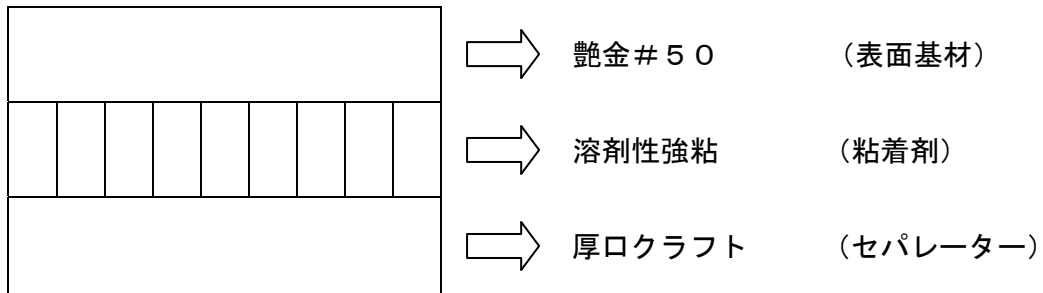 艶金＃５０　　　（表面基材）
溶剤性強粘　　　（粘着剤）
厚口クラフト　　（セパレーター）